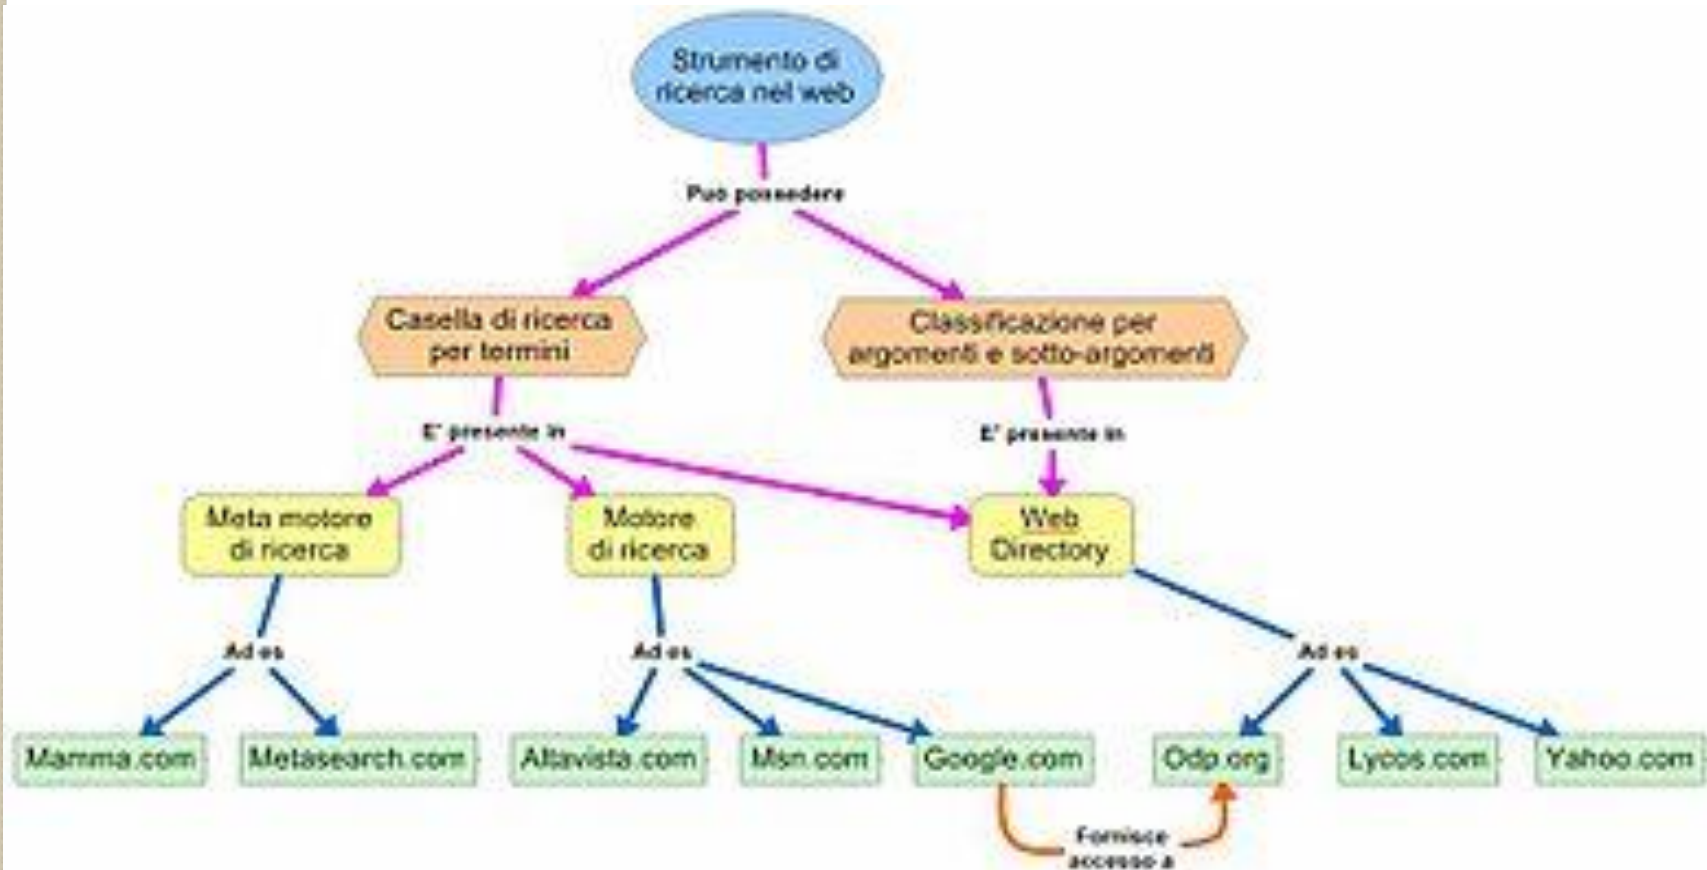 Strumento di
ricerca nel web
Può possedere
Casella di ricerca
per termini
Classificazione per
argomenti e sotto-argomenti
E' presente in
E' presente in
Meta motore
di ricerca
Motore
di ricerca
Web
Directory
Ad es
Ad es
Ad es
Mamma.com
Metasearch.com
Altavista.com
Msn.com
Google.com
Odp.org
Lycos.com
Yahoo.com
Fornisce
accesso a